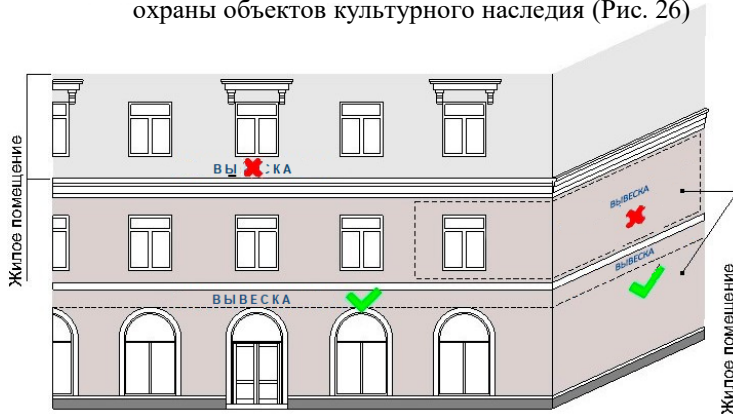 охраны объектов культурного наследия (Рис. 26)
Жилое помещение
ВЫВЕСКА
ВЫВЕСКА
ВЫВЕСКА
Жилое помещение